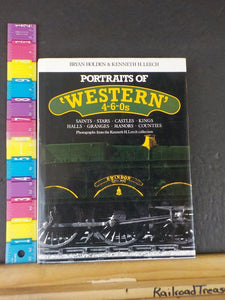 BRIAN HOLDEN & KENNETH H. LEECH
PORTRAITS OF
'WESTERN'
4-6-0s
SAINTS · STARS · CASTLES · KINGS
HALLS · GRANGES · MANORS · COUNTIES
Photographs from the Kenneth H. Leech collection
RailroadTreas